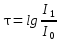 τ = lg I₁/I₀